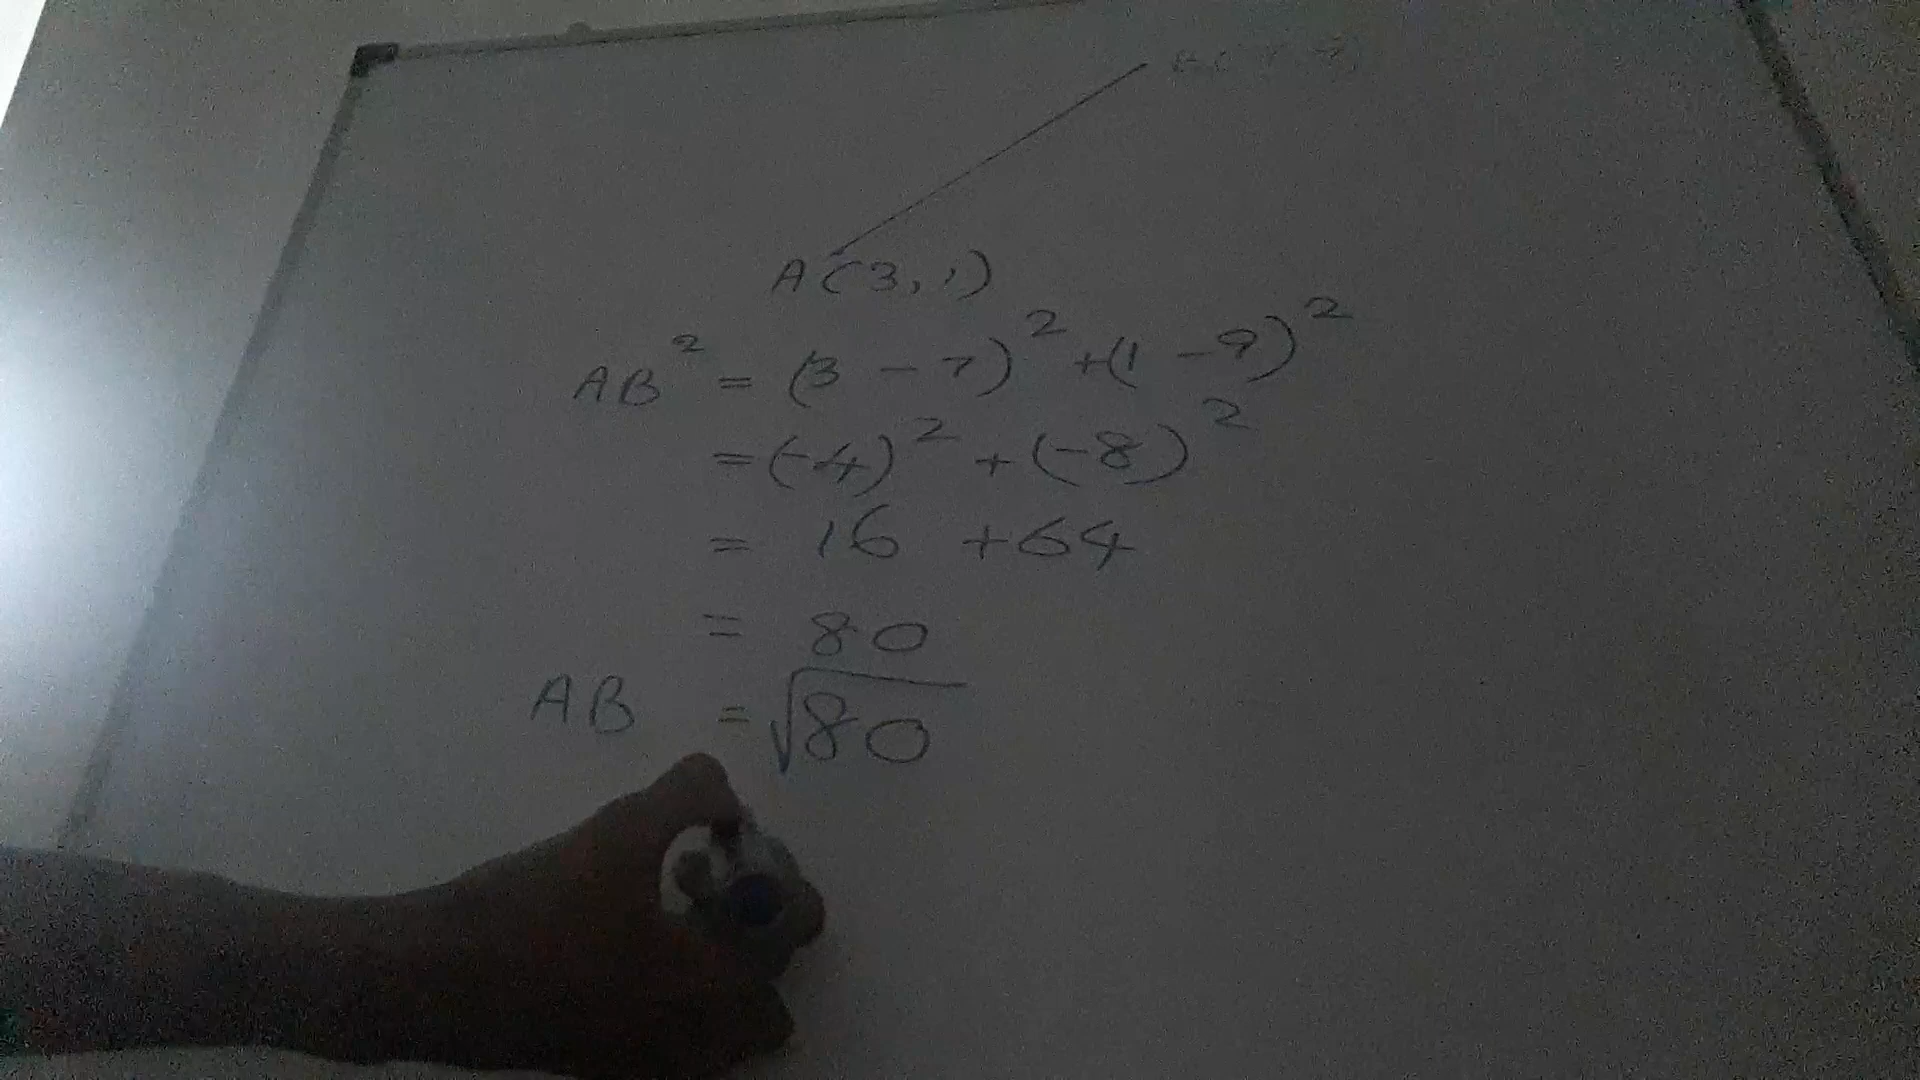 A(3,1)
AB² = (3 - 7)² + (1 - 9)²
= (-4)² + (-8)²
= 16 + 64
= 80
AB = √80